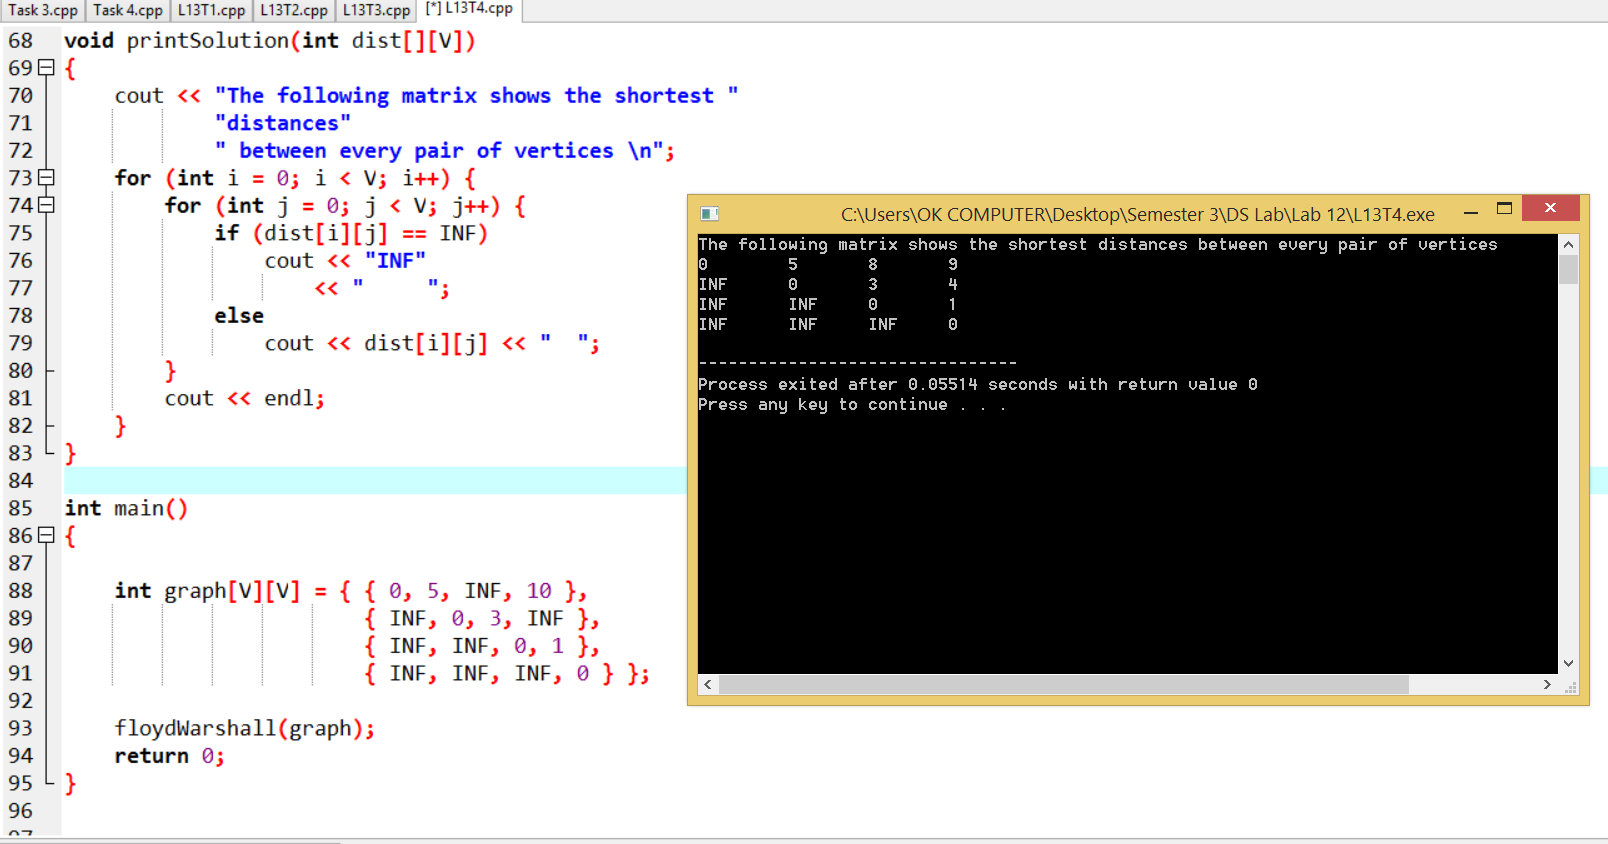 Task 3.cpp Task 4.cpp L13T1.cpp L13T2.cpp L13T3.cpp [*] L13T4.cpp
68 void printSolution(int dist[][V])
69 {
70     cout << "The following matrix shows the shortest "
71             "distances"
72             " between every pair of vertices \n";
73     for (int i = 0; i < V; i++) {
74         for (int j = 0; j < V; j++) {
75             if (dist[i][j] == INF)
76                 cout << "INF"
77                     << "      ";
78             else
79                 cout << dist[i][j] << "  ";
80         }
81         cout << endl;
82     }
83 }
84
85 int main()
86 {
87
88     int graph[V][V] = { { 0, 5, INF, 10 },
89                         { INF, 0, 3, INF },
90                         { INF, INF, 0, 1 },
91                         { INF, INF, INF, 0 } };
92
93     floydWarshall(graph);
94     return 0;
95 }
96
C:\Users\OK COMPUTER\Desktop\Semester 3\DS Lab\Lab 12\L13T4.exe
The following matrix shows the shortest distances between every pair of vertices
0        5       8       9
INF      0       3       4
INF      INF     0       1
INF      INF     INF     0
--------------------------------
Process exited after 0.05514 seconds with return value 0
Press any key to continue . . .